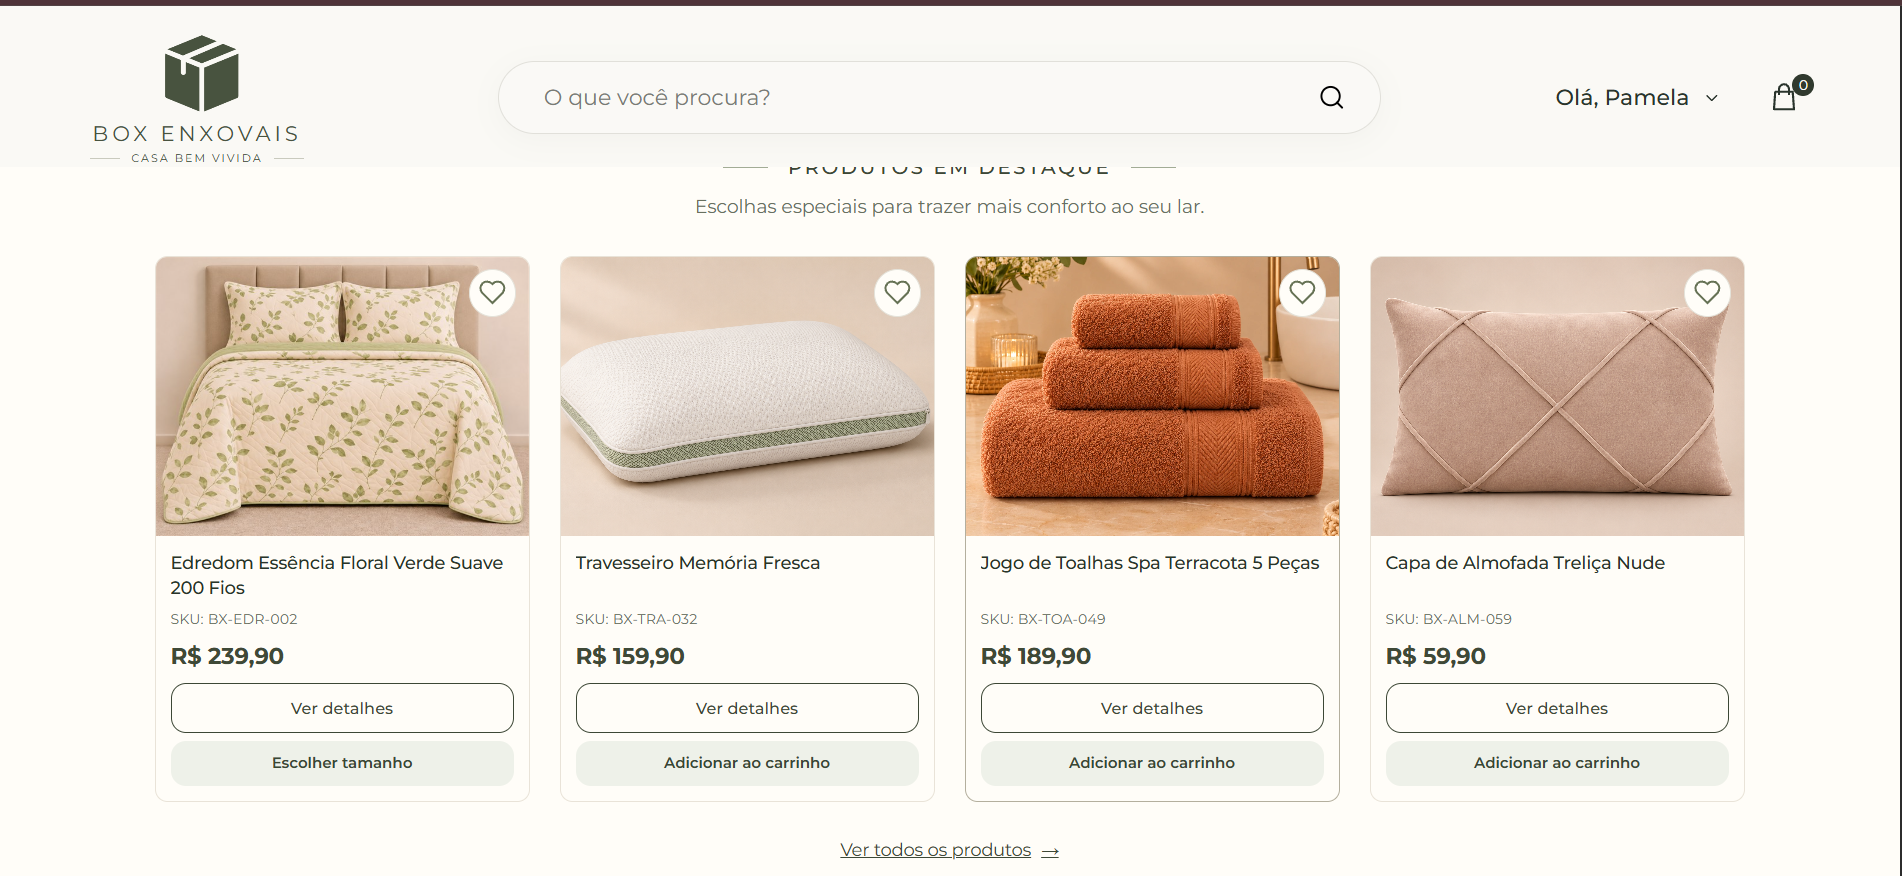 BOX ENXOVAIS
CASA BEM VIVIDA
O que você procura?
Olá, Pamela
0
PRODUTOS EM DESTAQUE
Escolhas especiais para trazer mais conforto ao seu lar.
Edredom Essência Floral Verde Suave
200 Fios
SKU: BX-EDR-002
R$ 239,90
Ver detalhes
Escolher tamanho
Travesseiro Memória Fresca
SKU: BX-TRA-032
R$ 159,90
Ver detalhes
Adicionar ao carrinho
Jogo de Toalhas Spa Terracota 5 Peças
SKU: BX-TOA-049
R$ 189,90
Ver detalhes
Adicionar ao carrinho
Capa de Almofada Treliça Nude
SKU: BX-ALM-059
R$ 59,90
Ver detalhes
Adicionar ao carrinho
Ver todos os produtos →